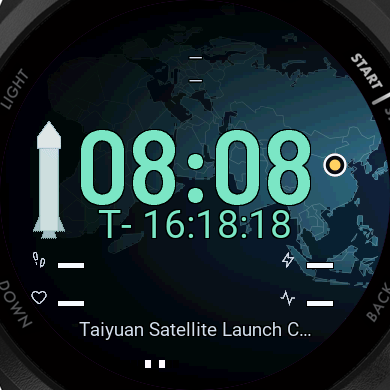 LIGHT
START
08:08
T- 16:18:18
DOWN
BACK
Taiyuan Satellite Launch C...